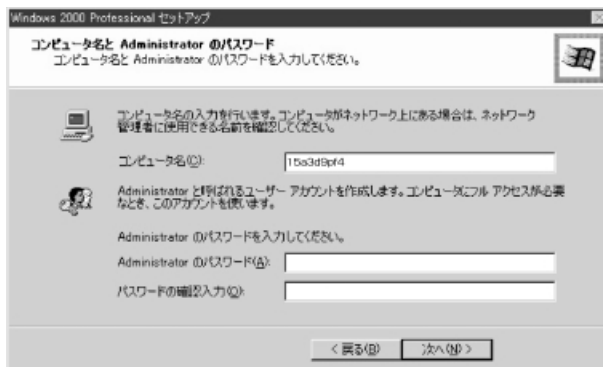 Windows 2000 Professional セットアップ
コンピュータ名と Administrator のパスワード
コンピュータ名と Administrator のパスワードを入力してください。
コンピュータ名の入力を行います。コンピュータがネットワーク上にある場合は、ネットワーク
管理者に使用できる名前を確認してください。
コンピュータ名(C):
15a3d9pf4
Administrator と呼ばれるユーザー アカウントを作成します。コンピュータにフル アクセスが必要
なとき、このアカウントを使います。
Administrator のパスワードを入力してください。
Administrator のパスワード(A):
パスワードの確認入力(O):
< 戻る(B)
次へ(N) >